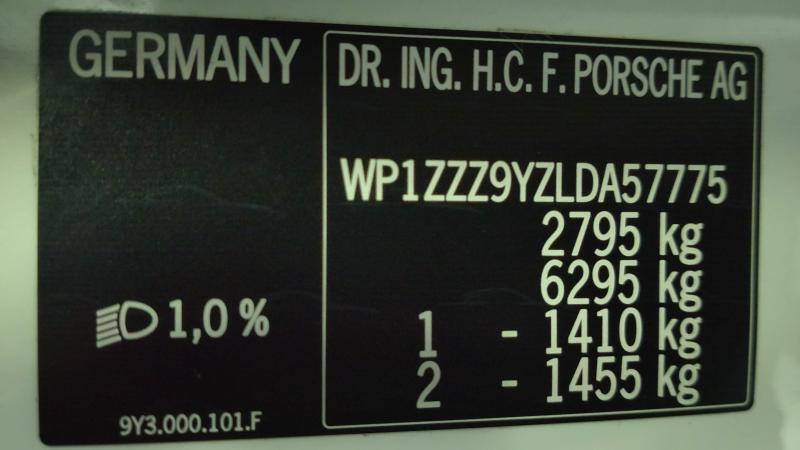 GERMANY
DR. ING. H.C. F. PORSCHE AG
WP1ZZZ9YZLDA57775
2795 kg
6295 kg
1 - 1410 kg
2 - 1455 kg
1,0 %
9Y3.000.101.F